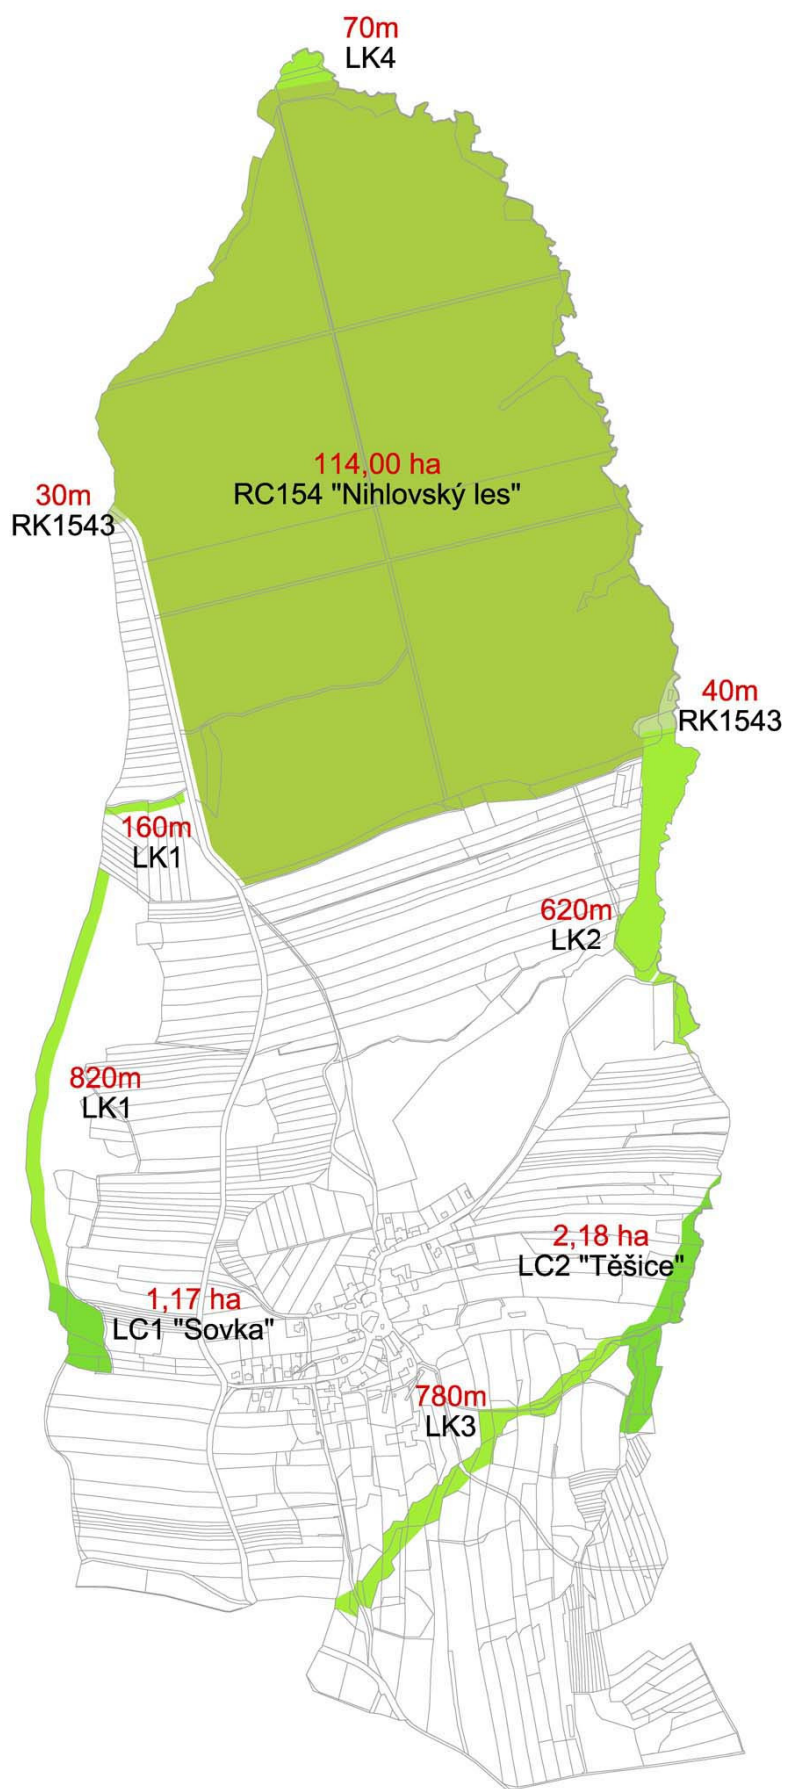 70m
LK4
114,00 ha
RC154 "Nihlovský les"
30m
RK1543
40m
RK1543
160m
LK1
620m
LK2
820m
LK1
2,18 ha
LC2 "Těšice"
1,17 ha
LC1 "Sovka"
780m
LK3